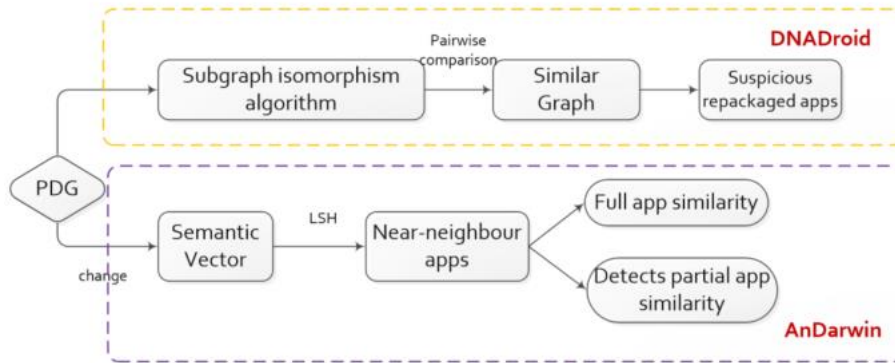 DNADroid
Pairwise
comparison
Subgraph isomorphism
algorithm
Similar
Graph
Suspicious
repackaged apps
PDG
change
Semantic
Vector
LSH
Near-neighbour
apps
Full app similarity
Detects partial app
similarity
AnDarwin